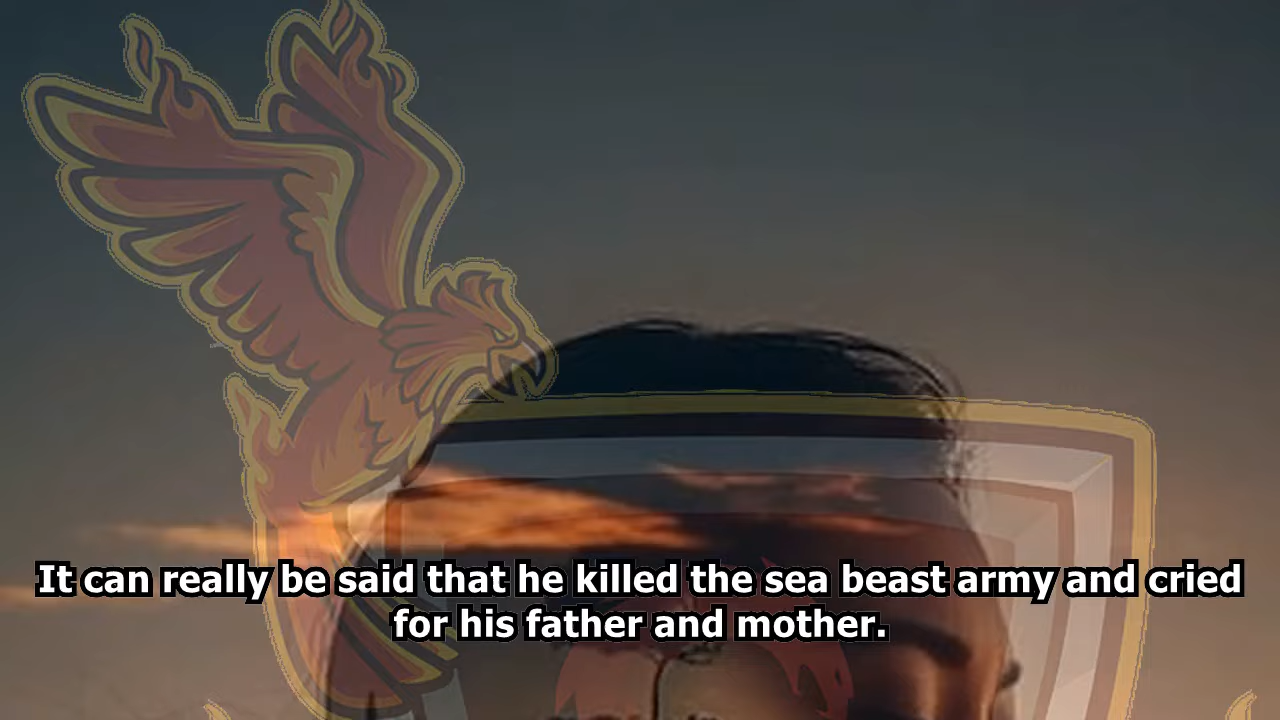 It can really be said that he killed the sea beast army and cried
for his father and mother.